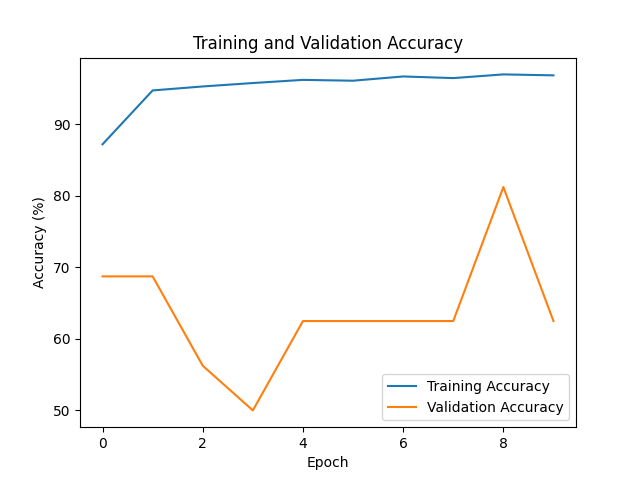 Training and Validation Accuracy
Accuracy (%)
90
80
70
60
50
Training Accuracy
Validation Accuracy
0 2 4 6 8
Epoch